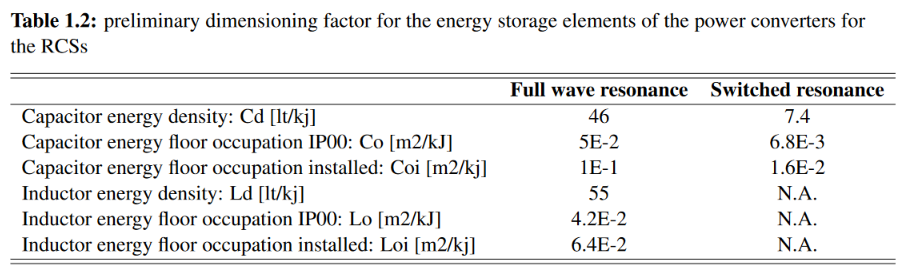 Table 1.2: preliminary dimensioning factor for the energy storage elements of the power converters for
the RCSs
Full wave resonance Switched resonance
Capacitor energy density: Cd [lt/kj] 46 7.4
Capacitor energy floor occupation IP00: Co [m2/kJ] 5E-2 6.8E-3
Capacitor energy floor occupation installed: Coi [m2/kj] 1E-1 1.6E-2
Inductor energy density: Ld [lt/kj] 55 N.A.
Inductor energy floor occupation IP00: Lo [m2/kJ] 4.2E-2 N.A.
Inductor energy floor occupation installed: Loi [m2/kj] 6.4E-2 N.A.